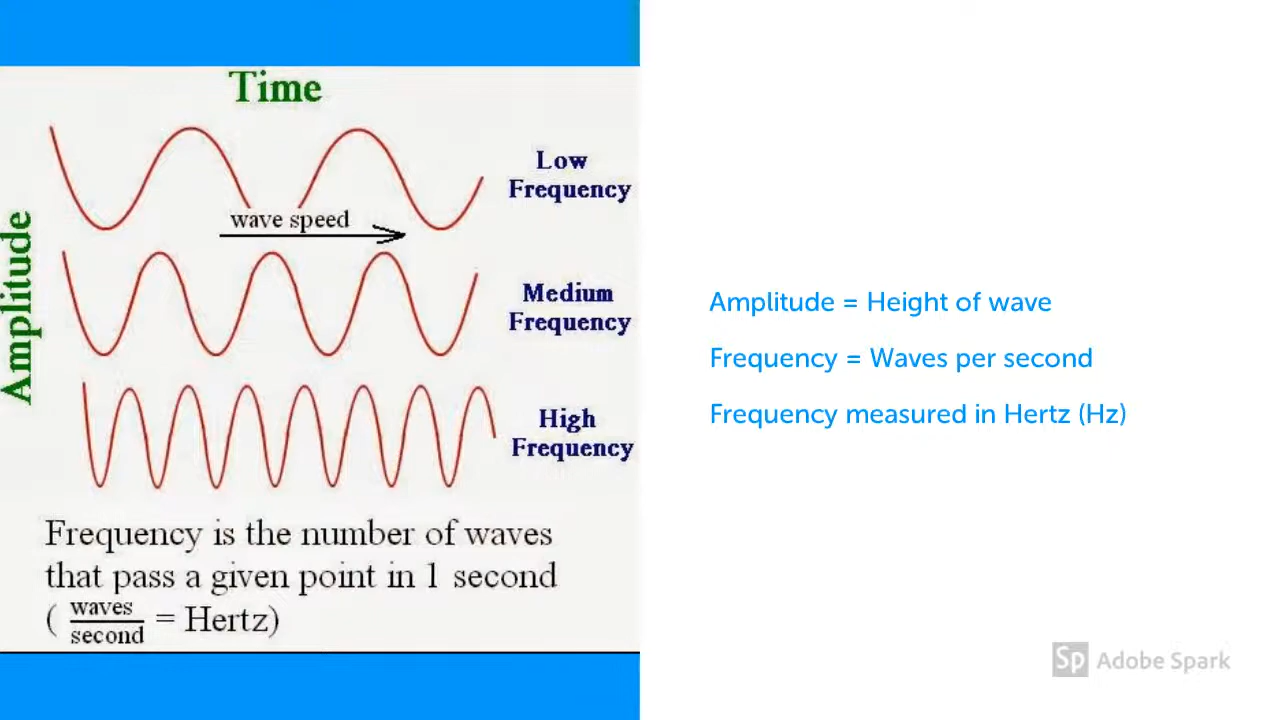 Time
Amplitude
Low
Frequency
wave speed
Medium
Frequency
High
Frequency
Frequency is the number of waves
that pass a given point in 1 second
( waves/second = Hertz)
Amplitude = Height of wave
Frequency = Waves per second
Frequency measured in Hertz (Hz)
Sp Adobe Spark